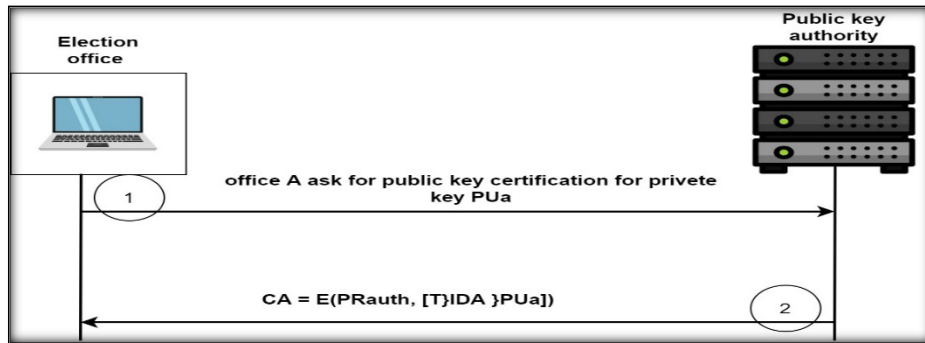 Election
office
Public key
authority
office A ask for public key certification for privete
key PUa
1
CA = E(PRauth, [T}IDA }PUa])
2